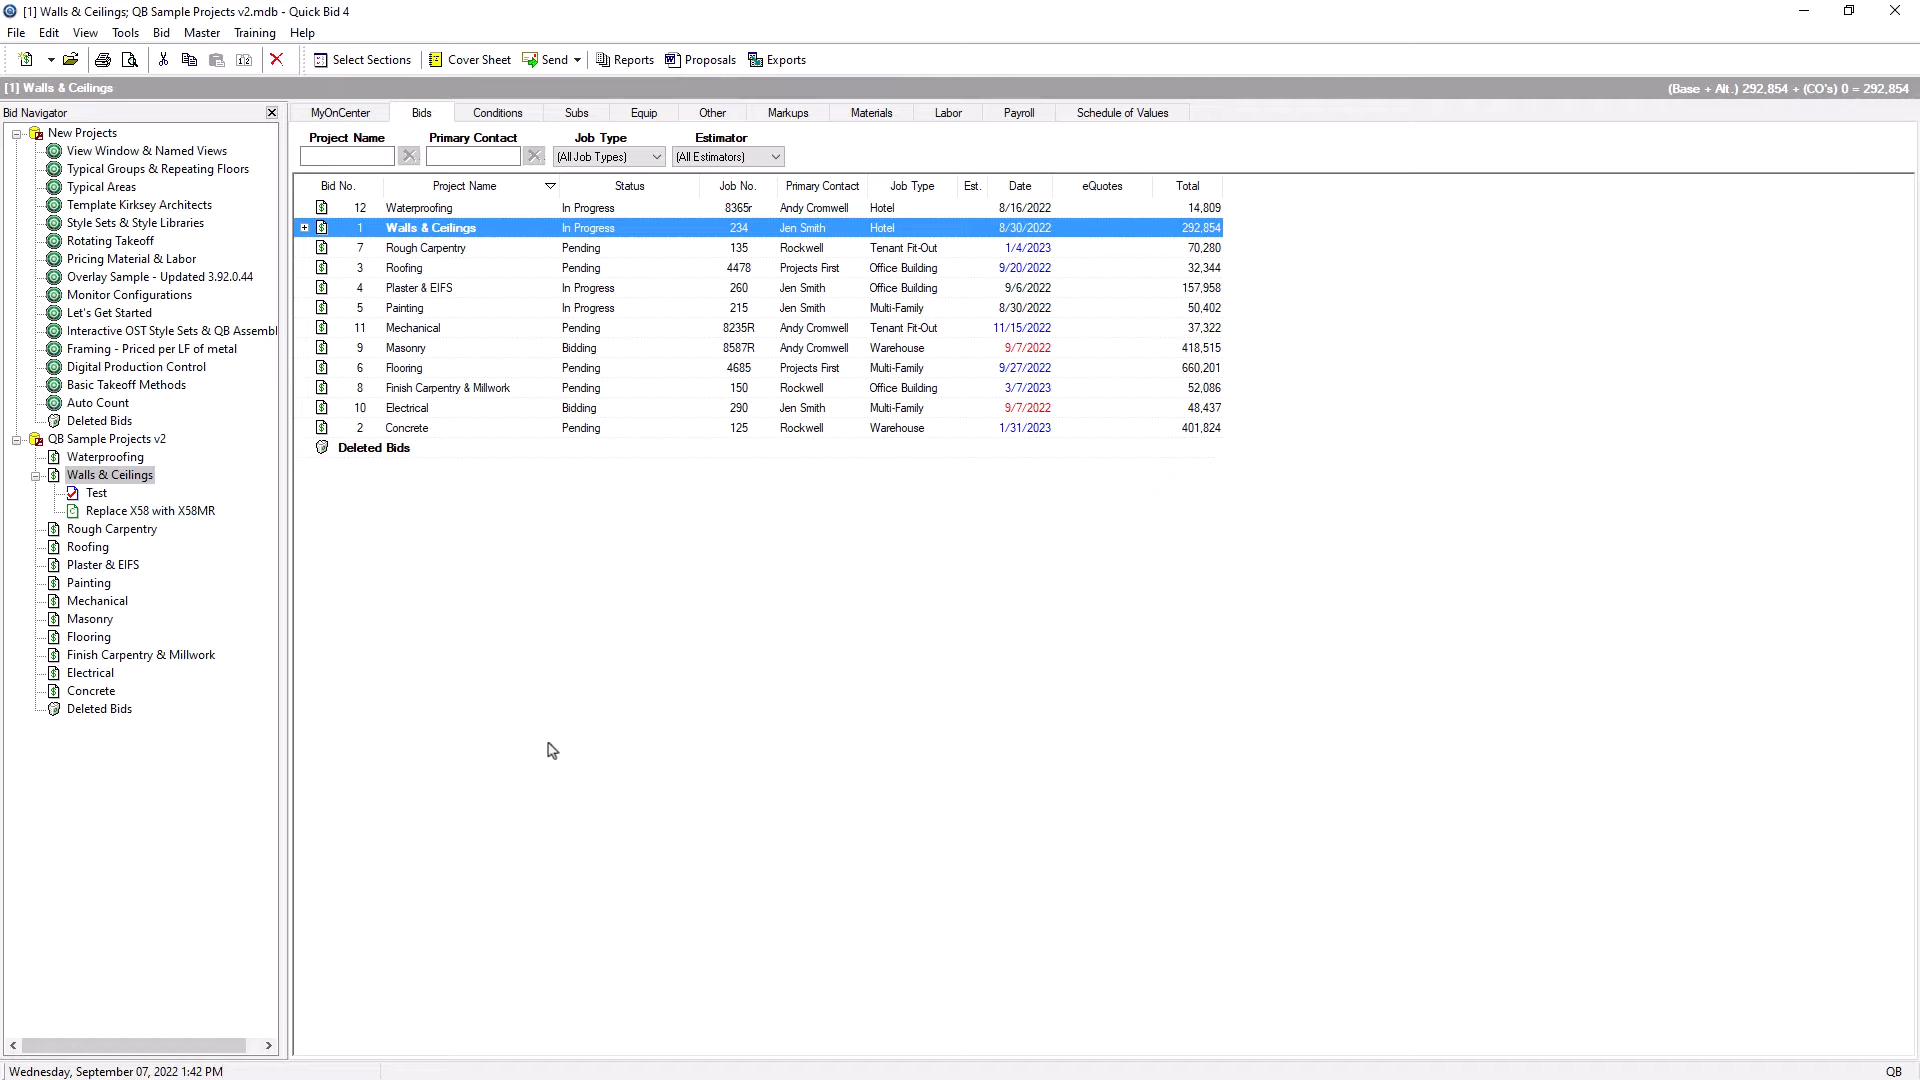 [1] Walls & Ceilings; QB Sample Projects v2.mdb - Quick Bid 4
File Edit View Tools Bid Master Training Help
Select Sections Cover Sheet Send Reports Proposals Exports
[1] Walls & Ceilings (Base + Alt.) 292,854 + (CO's) 0 = 292,854
Bid Navigator
New Projects
View Window & Named Views
Typical Groups & Repeating Floors
Typical Areas
Template Kirksey Architects
Style Sets & Style Libraries
Rotating Takeoff
Pricing Material & Labor
Overlay Sample - Updated 3.92.0.44
Monitor Configurations
Let's Get Started
Interactive OST Style Sets & QB Assembl
Framing - Priced per LF of metal
Digital Production Control
Basic Takeoff Methods
Auto Count
Deleted Bids
QB Sample Projects v2
Waterproofing
Walls & Ceilings
Test
Replace X58 with X58MR
Rough Carpentry
Roofing
Plaster & EIFS
Painting
Mechanical
Masonry
Flooring
Finish Carpentry & Millwork
Electrical
Concrete
Deleted Bids
MyOnCenter Bids Conditions Subs Equip Other Markups Materials Labor Payroll Schedule of Values
Project Name Primary Contact Job Type Estimator
(All Job Types) (All Estimators)
Bid No. Project Name Status Job No. Primary Contact Job Type Est. Date eQuotes Total
12 Waterproofing In Progress 8365r Andy Cromwell Hotel 8/16/2022 14,809
1 Walls & Ceilings In Progress 234 Jen Smith Hotel 8/30/2022 292,854
7 Rough Carpentry Pending 135 Rockwell Tenant Fit-Out 1/4/2023 70,280
3 Roofing Pending 4478 Projects First Office Building 9/20/2022 32,344
4 Plaster & EIFS In Progress 260 Jen Smith Office Building 9/6/2022 157,958
5 Painting In Progress 215 Jen Smith Multi-Family 8/30/2022 50,402
11 Mechanical Pending 8235R Andy Cromwell Tenant Fit-Out 11/15/2022 37,322
9 Masonry Bidding 8587R Andy Cromwell Warehouse 9/7/2022 418,515
6 Flooring Pending 4685 Projects First Multi-Family 9/27/2022 660,201
8 Finish Carpentry & Millwork Pending 150 Rockwell Office Building 3/7/2023 52,086
10 Electrical Bidding 290 Jen Smith Multi-Family 9/7/2022 48,437
2 Concrete Pending 125 Rockwell Warehouse 1/31/2023 401,824
Deleted Bids
Wednesday, September 07, 2022 1:42 PM QB